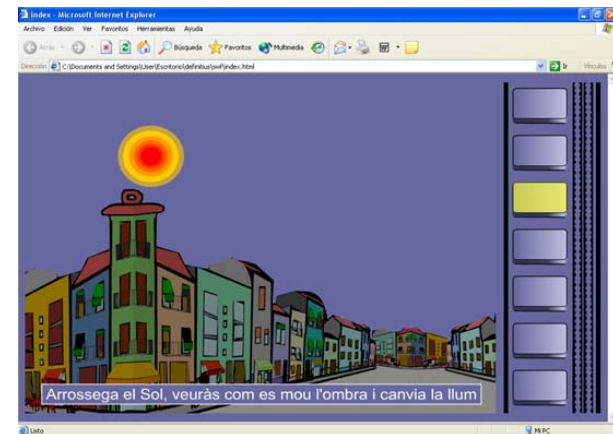 index - Microsoft Internet Explorer
Archivo Edición Ver Favoritos Herramientas Ayuda
Atrás Búsqueda Favoritos Multimedia
Dirección C:\Documents and Settings\User\Escritorio\definitius\swf\index.html Ir Vínculos
Arrossega el Sol, veuràs com es mou l'ombra i canvia la llum
Listo Mi PC